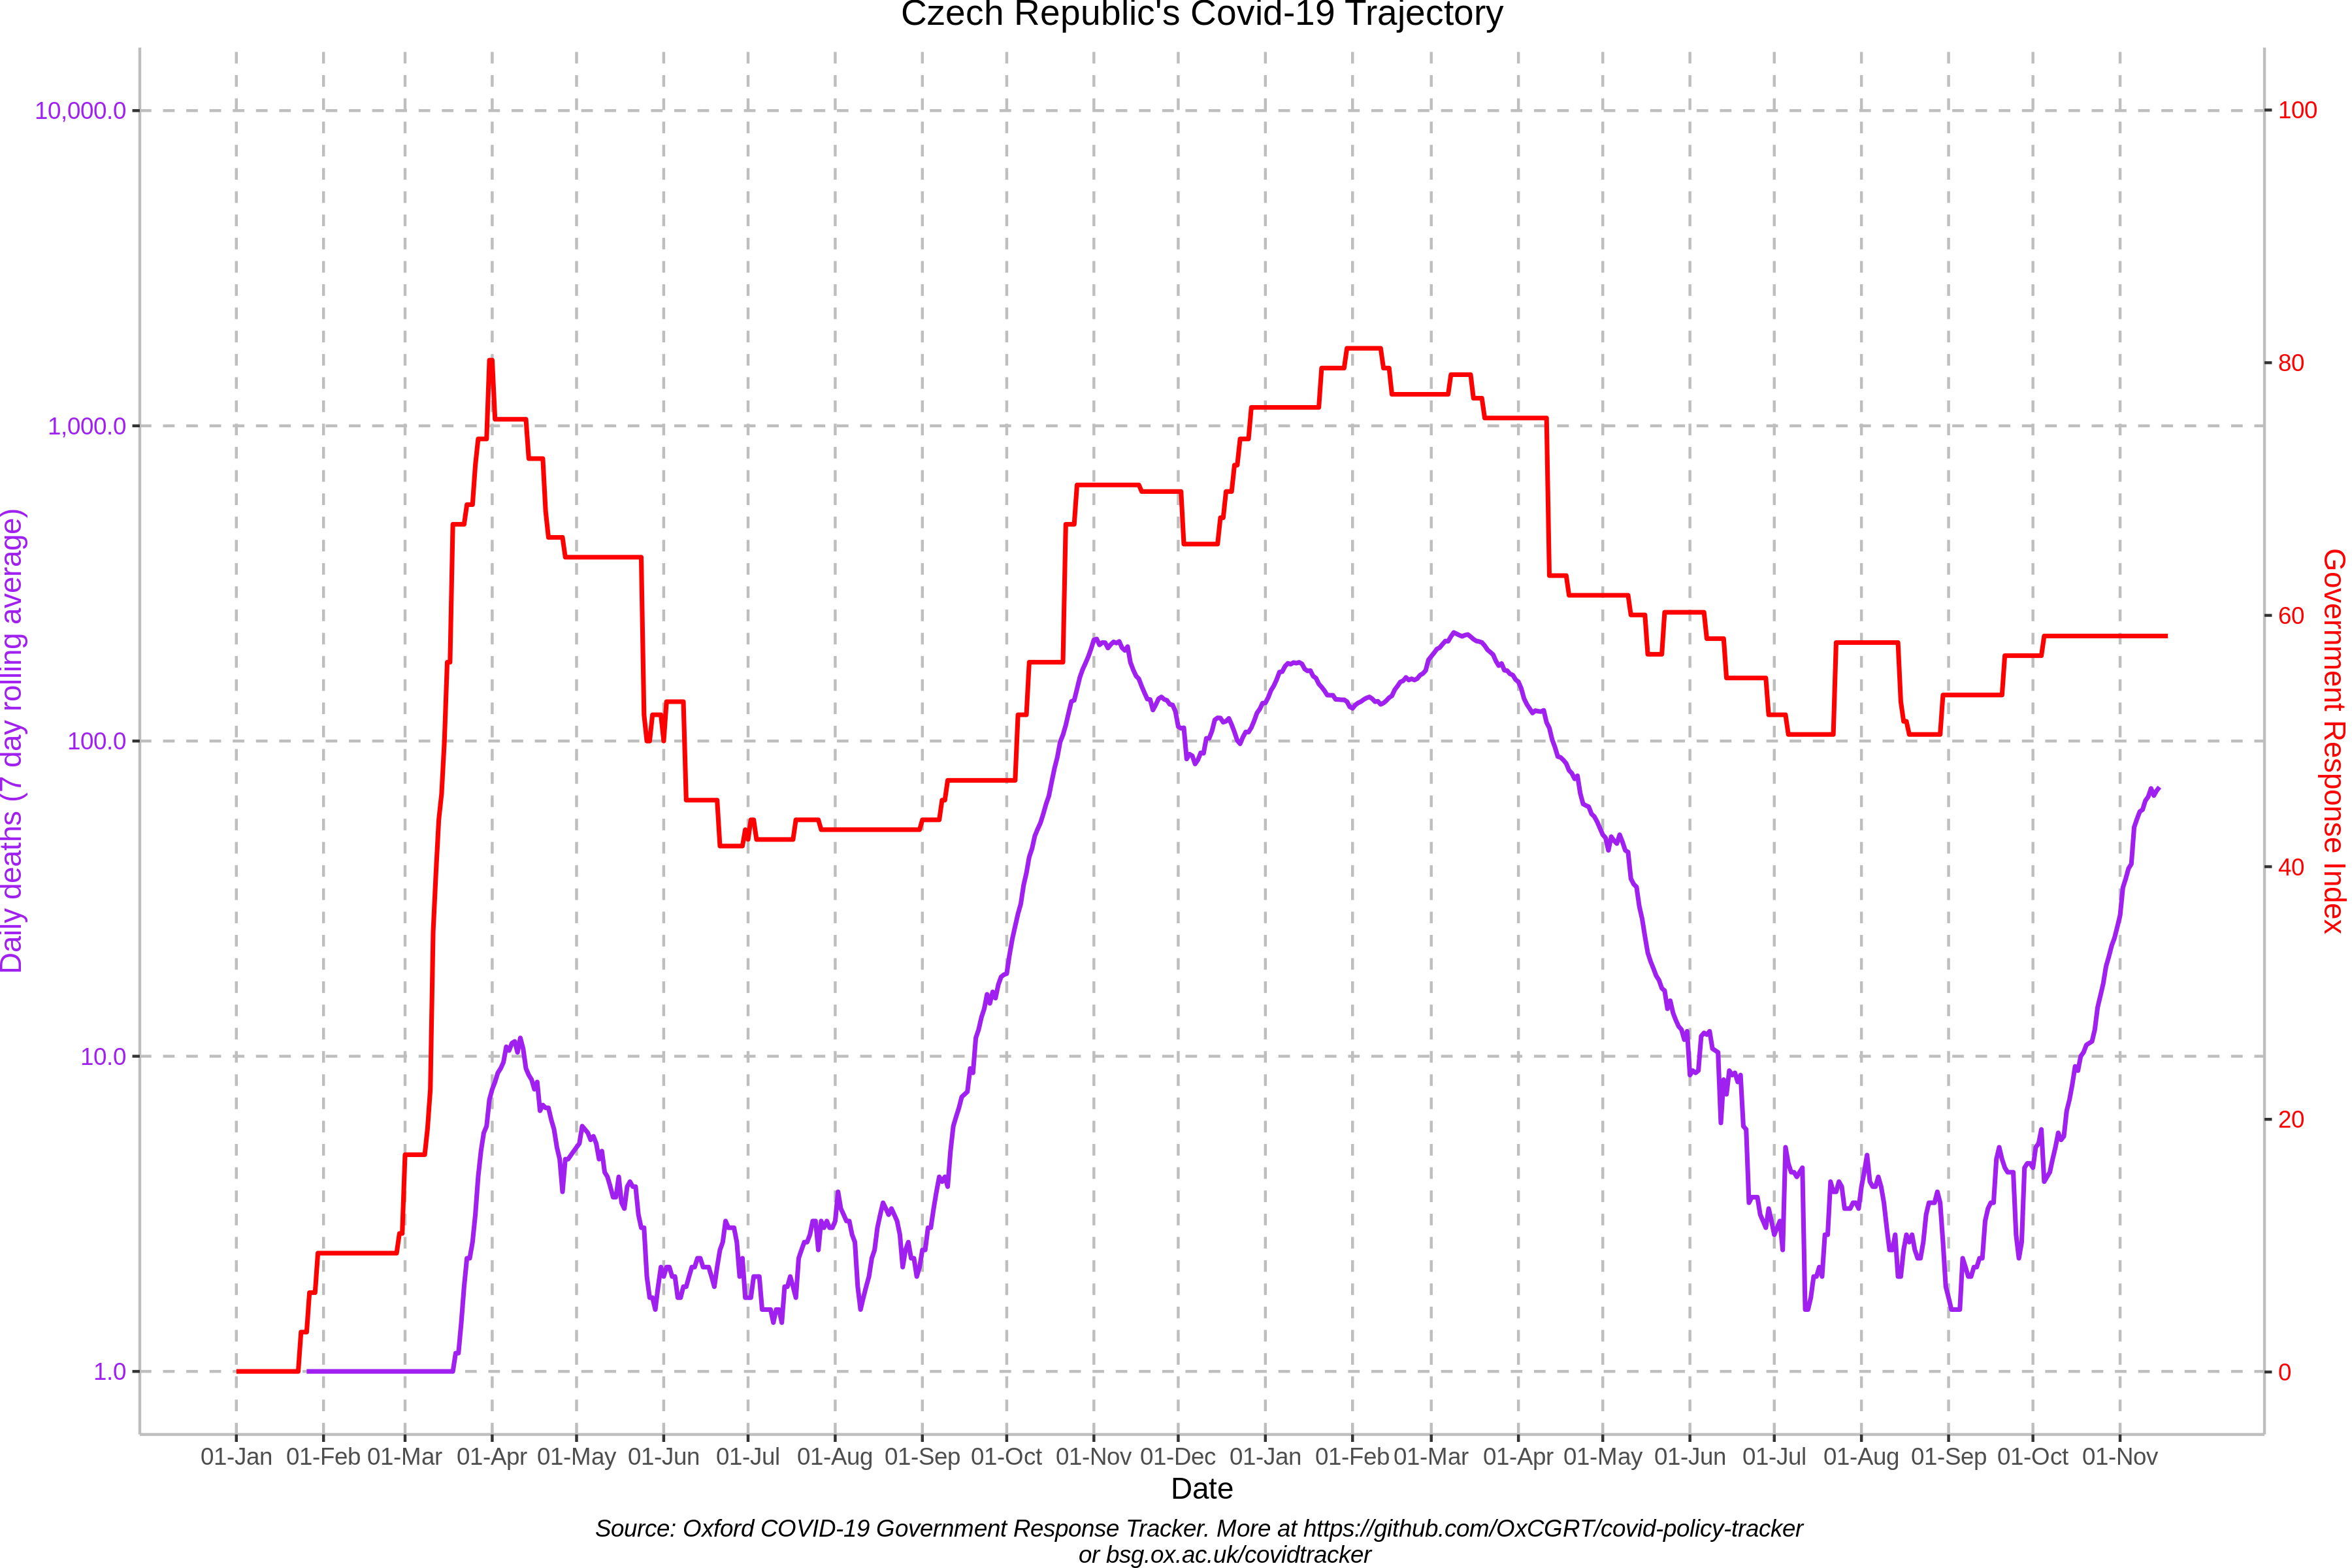 Czech Republic's Covid-19 Trajectory
10,000.0
1,000.0
100.0
10.0
1.0
Daily deaths (7 day rolling average)
100
80
60
40
20
0
Government Response Index
01-Jan 01-Feb 01-Mar 01-Apr 01-May 01-Jun 01-Jul 01-Aug 01-Sep 01-Oct 01-Nov 01-Dec 01-Jan 01-Feb 01-Mar 01-Apr 01-May 01-Jun 01-Jul 01-Aug 01-Sep 01-Oct 01-Nov
Date
Source: Oxford COVID-19 Government Response Tracker. More at https://github.com/OxCGRT/covid-policy-tracker
or bsg.ox.ac.uk/covidtracker